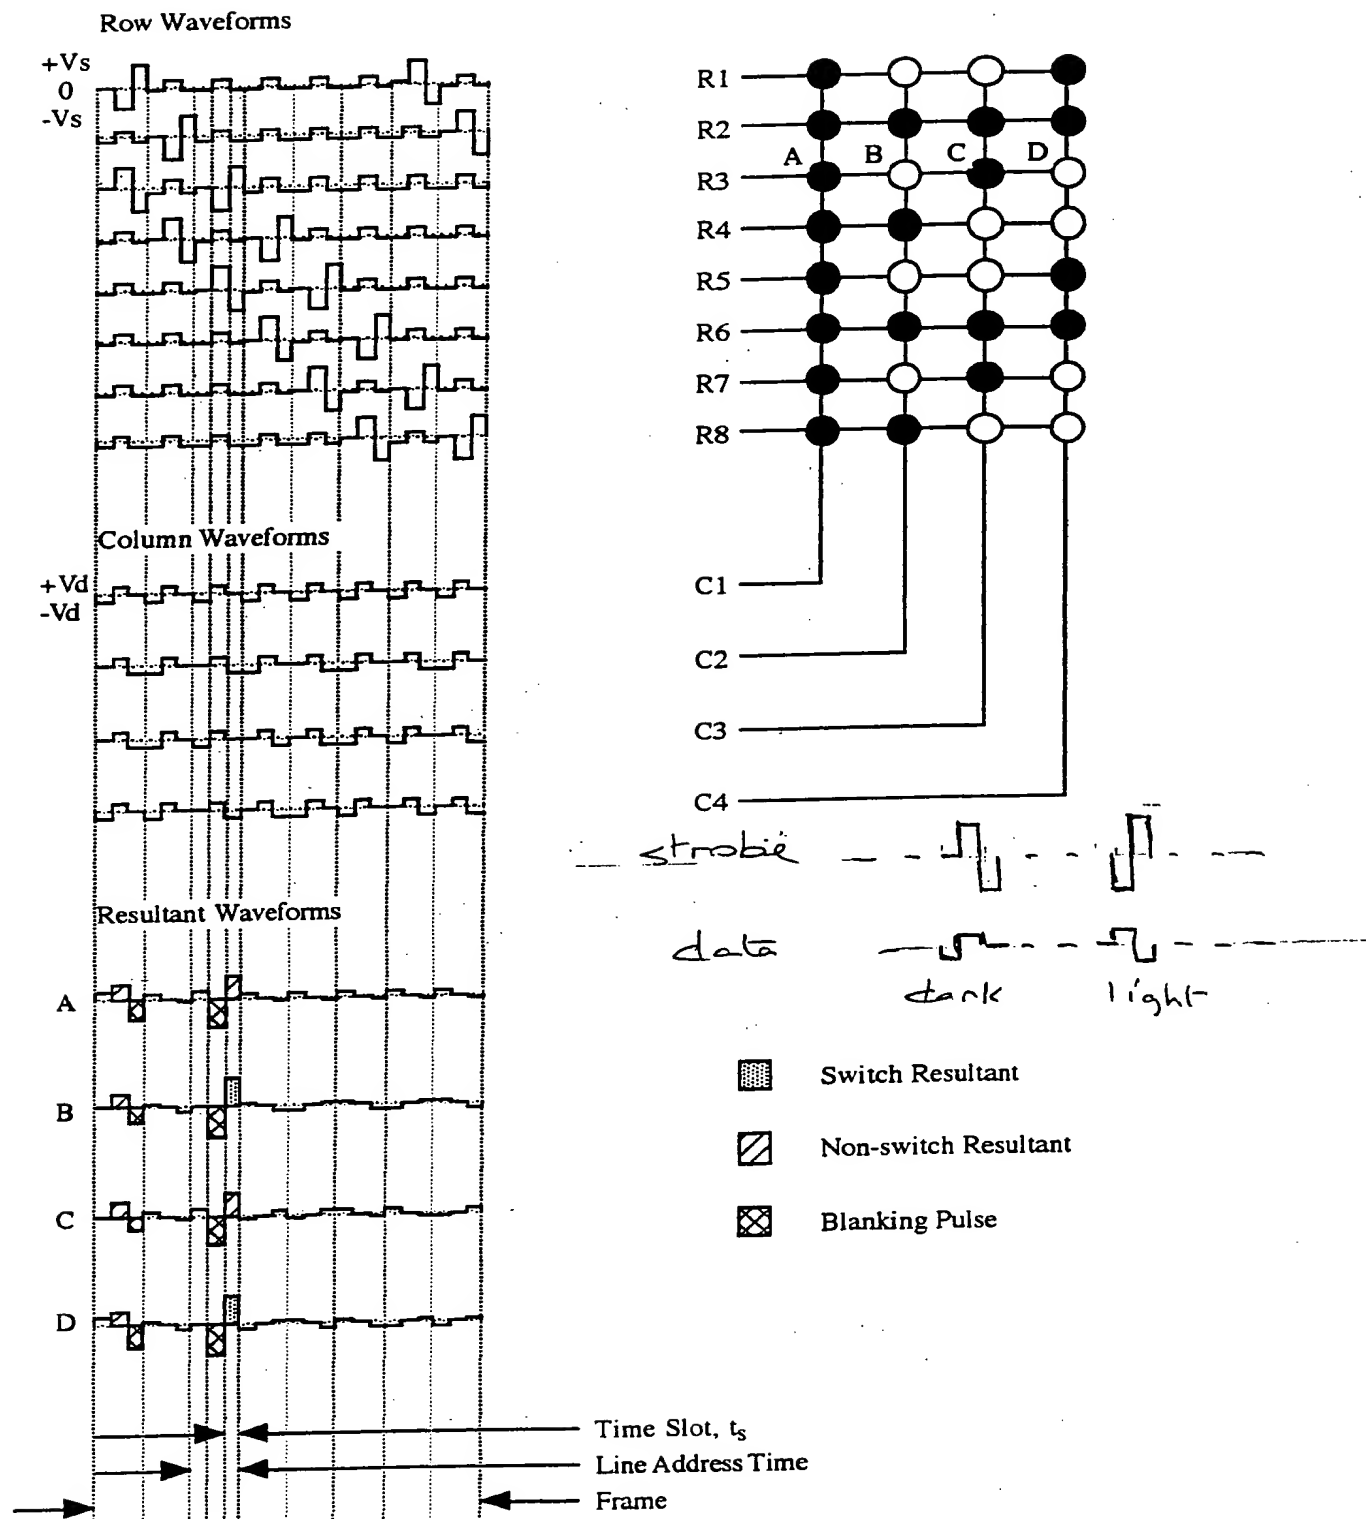 Row Waveforms
+Vs
0
-Vs
R1
R2
A B C D
R3
R4
R5
R6
R7
R8
Column Waveforms
+Vd
-Vd
C1
C2
C3
C4
strobe
data
dark light
Resultant Waveforms
A
B
C
D
Switch Resultant
Non-switch Resultant
Blanking Pulse
Time Slot, ts
Line Address Time
Frame